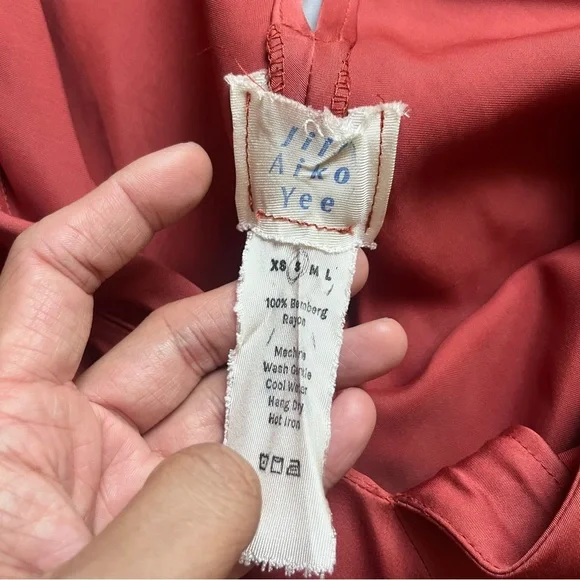 Jill
Aiko
Yee
XS S M L
100% Bemberg
Rayon
Machine
Wash Gentle
Cool Water
Hang Dry
Hot Iron